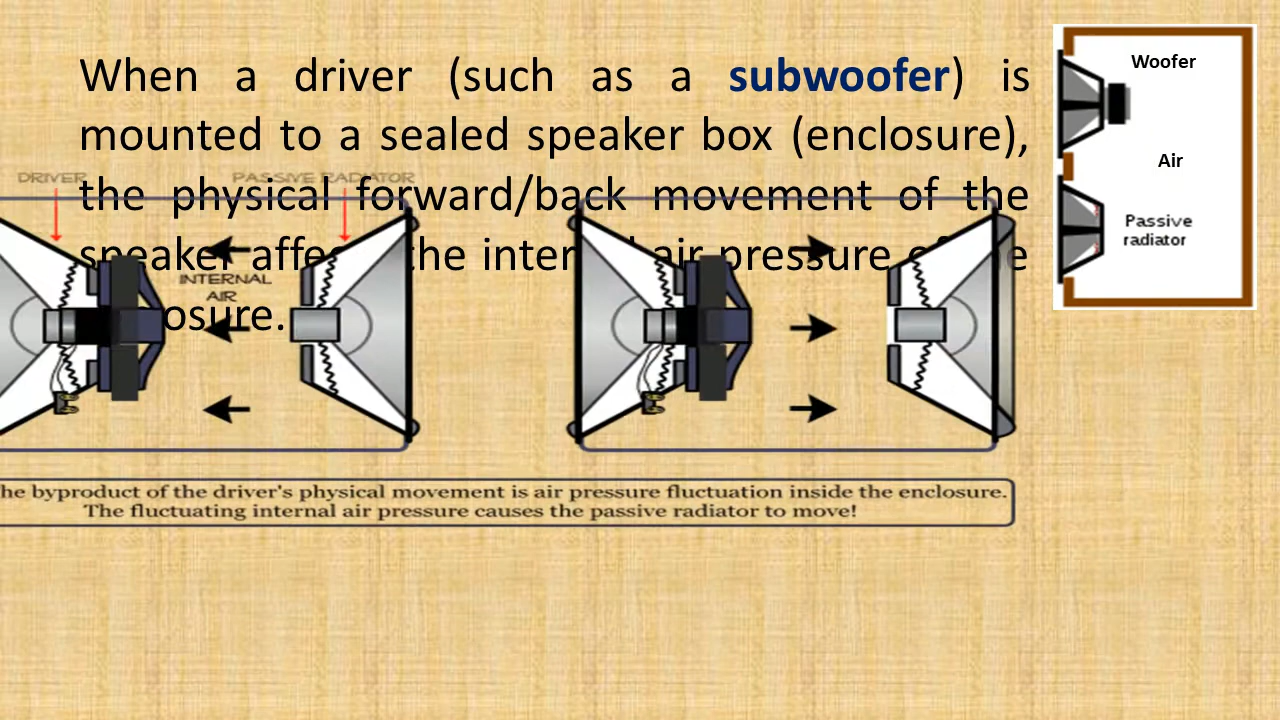 When a driver (such as a subwoofer) is
mounted to a sealed speaker box (enclosure),
the physical forward/back movement of the
speaker the air pressure
Woofer
Air
Passive
radiator
DRIVER
PASSIVE RADIATOR
INTERNAL
AIR
he byproduct of the driver's physical movement is air pressure fluctuation inside the enclosure.
The fluctuating internal air pressure causes the passive radiator to move!